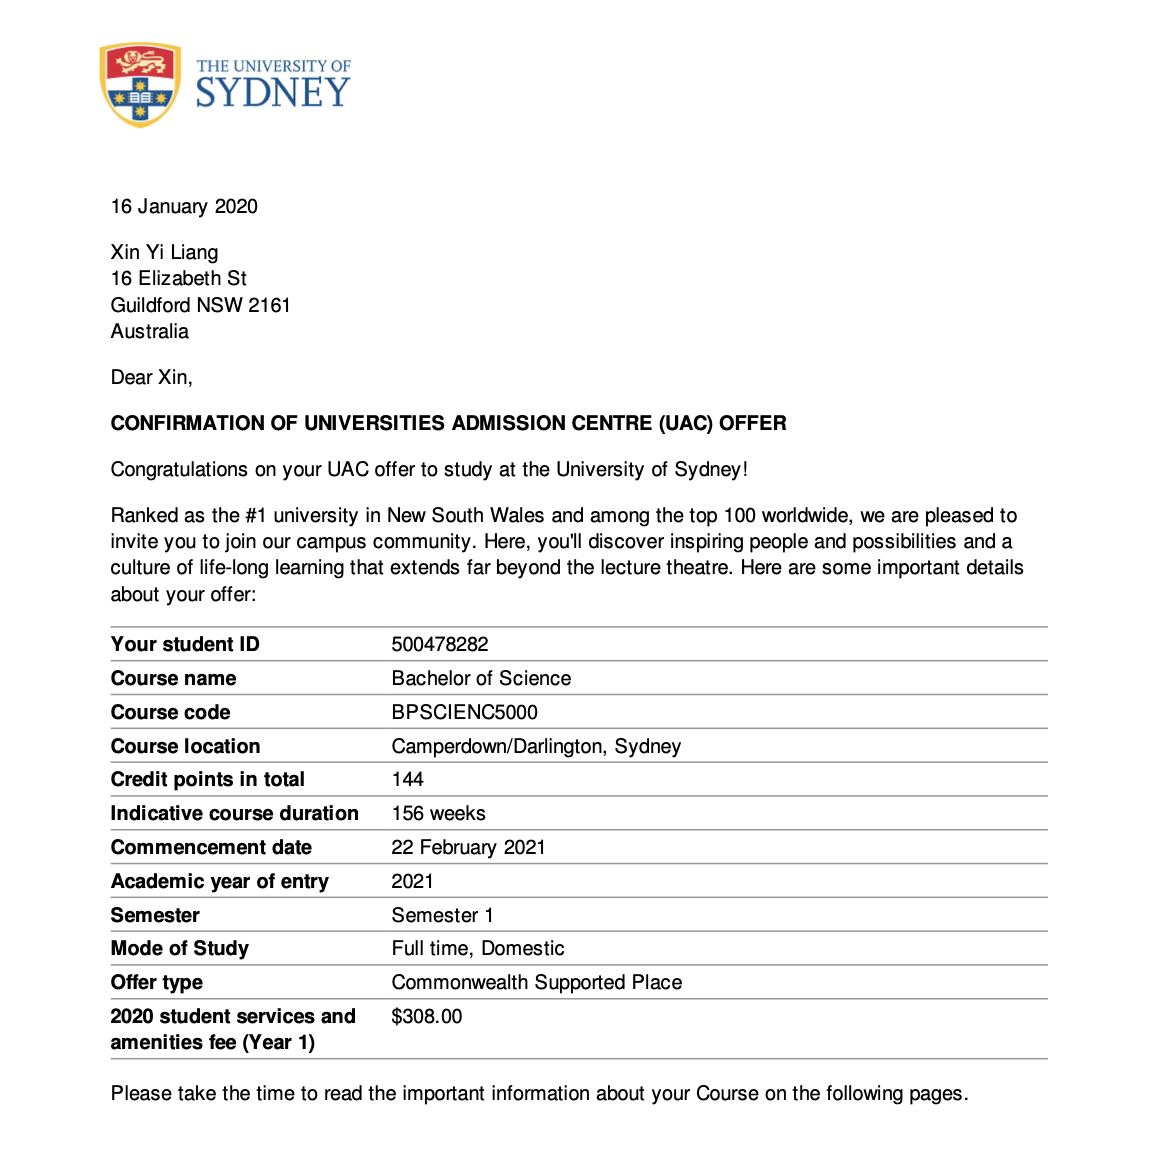 THE UNIVERSITY OF
SYDNEY
16 January 2020
Xin Yi Liang
16 Elizabeth St
Guildford NSW 2161
Australia
Dear Xin,
CONFIRMATION OF UNIVERSITIES ADMISSION CENTRE (UAC) OFFER
Congratulations on your UAC offer to study at the University of Sydney!
Ranked as the #1 university in New South Wales and among the top 100 worldwide, we are pleased to
invite you to join our campus community. Here, you'll discover inspiring people and possibilities and a
culture of life-long learning that extends far beyond the lecture theatre. Here are some important details
about your offer:
Your student ID 500478282
Course name Bachelor of Science
Course code BPSCIENC5000
Course location Camperdown/Darlington, Sydney
Credit points in total 144
Indicative course duration 156 weeks
Commencement date 22 February 2021
Academic year of entry 2021
Semester Semester 1
Mode of Study Full time, Domestic
Offer type Commonwealth Supported Place
2020 student services and $308.00
amenities fee (Year 1)
Please take the time to read the important information about your Course on the following pages.